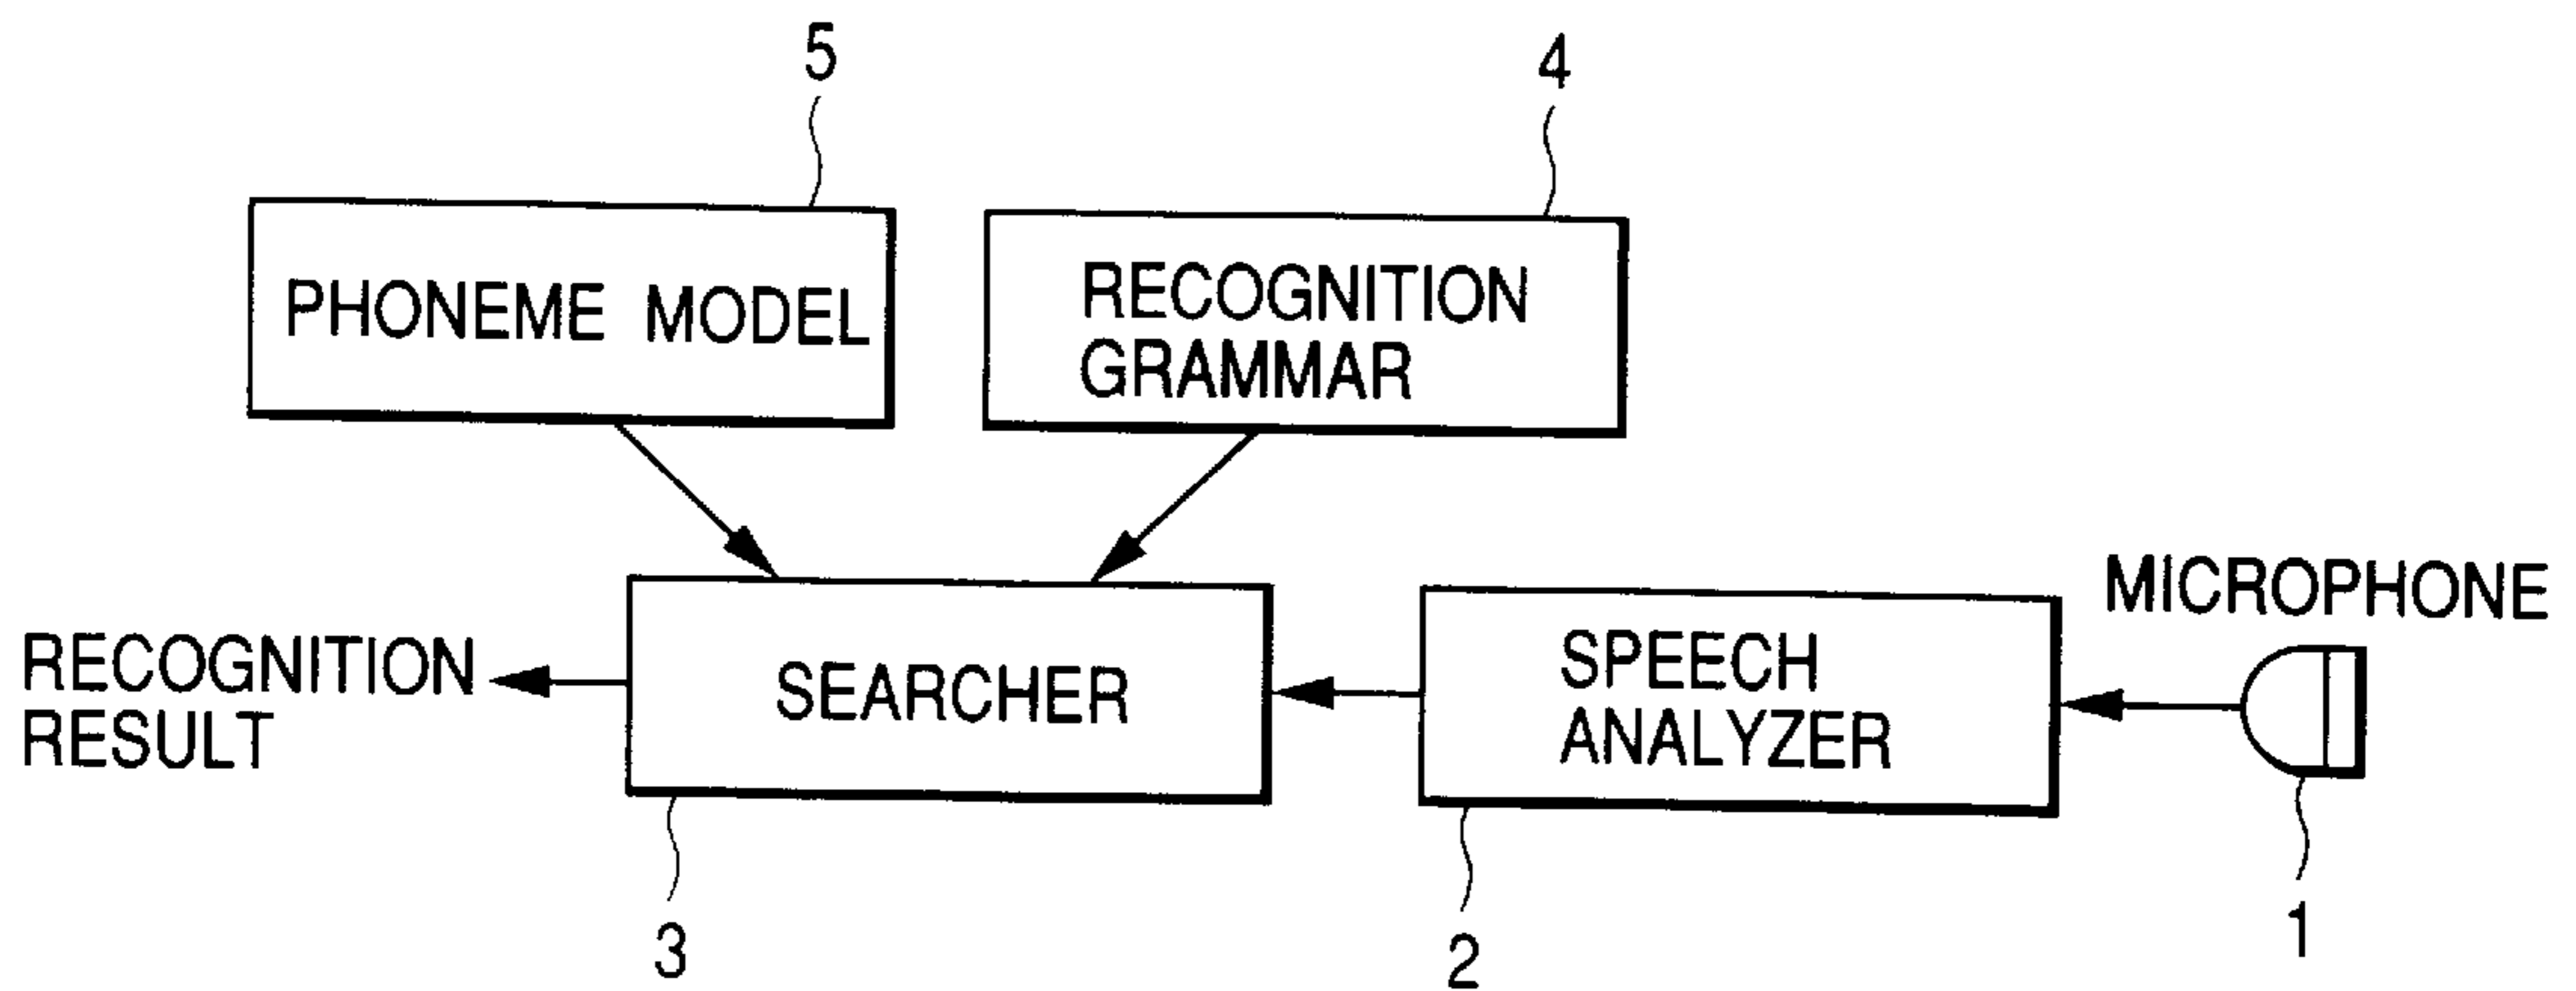 5
4
PHONEME MODEL
RECOGNITION
GRAMMAR
MICROPHONE
RECOGNITION
RESULT
SEARCHER
SPEECH
ANALYZER
3
2
1